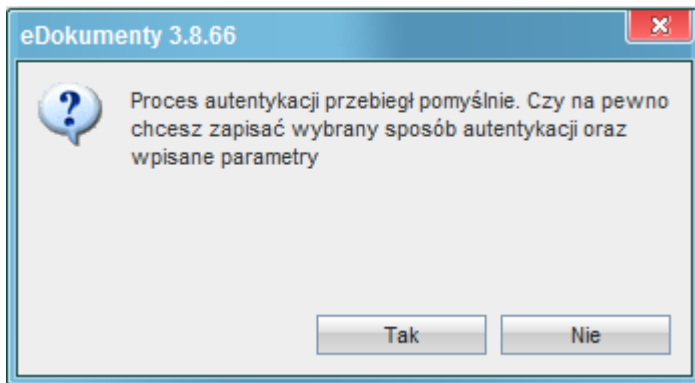 eDokumenty 3.8.66
Proces autentykacji przebiegł pomyślnie. Czy na pewno
chcesz zapisać wybrany sposób autentykacji oraz
wpisane parametry
Tak
Nie